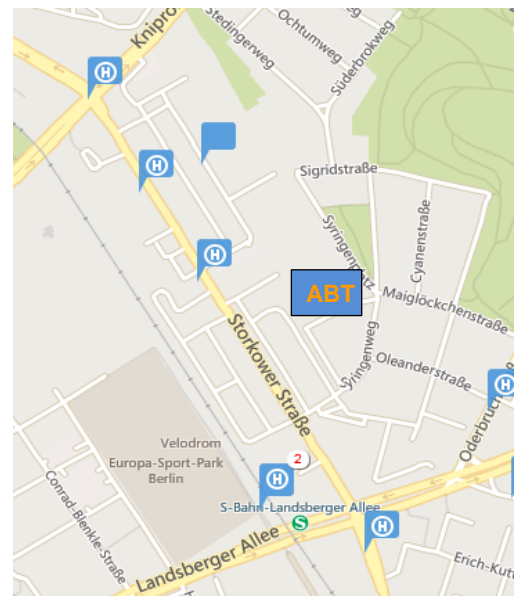 Ochtumweg
Stedingerweg
Knipro
Süderbrokweg
H
H
Sigridstraße
Syringenplatz
Cyanenstraße
H
ABT
Maiglöckchenstraße
Storkower Straße
Syringenweg
Oleanderstraße
H
Oderbruch
Velodrom
Europa-Sport-Park
Berlin
2
H
Conrad-Blenkle-Straße
S-Bahn-Landsberger Allee
S
H
Landsberger Allee
Erich-Kutt